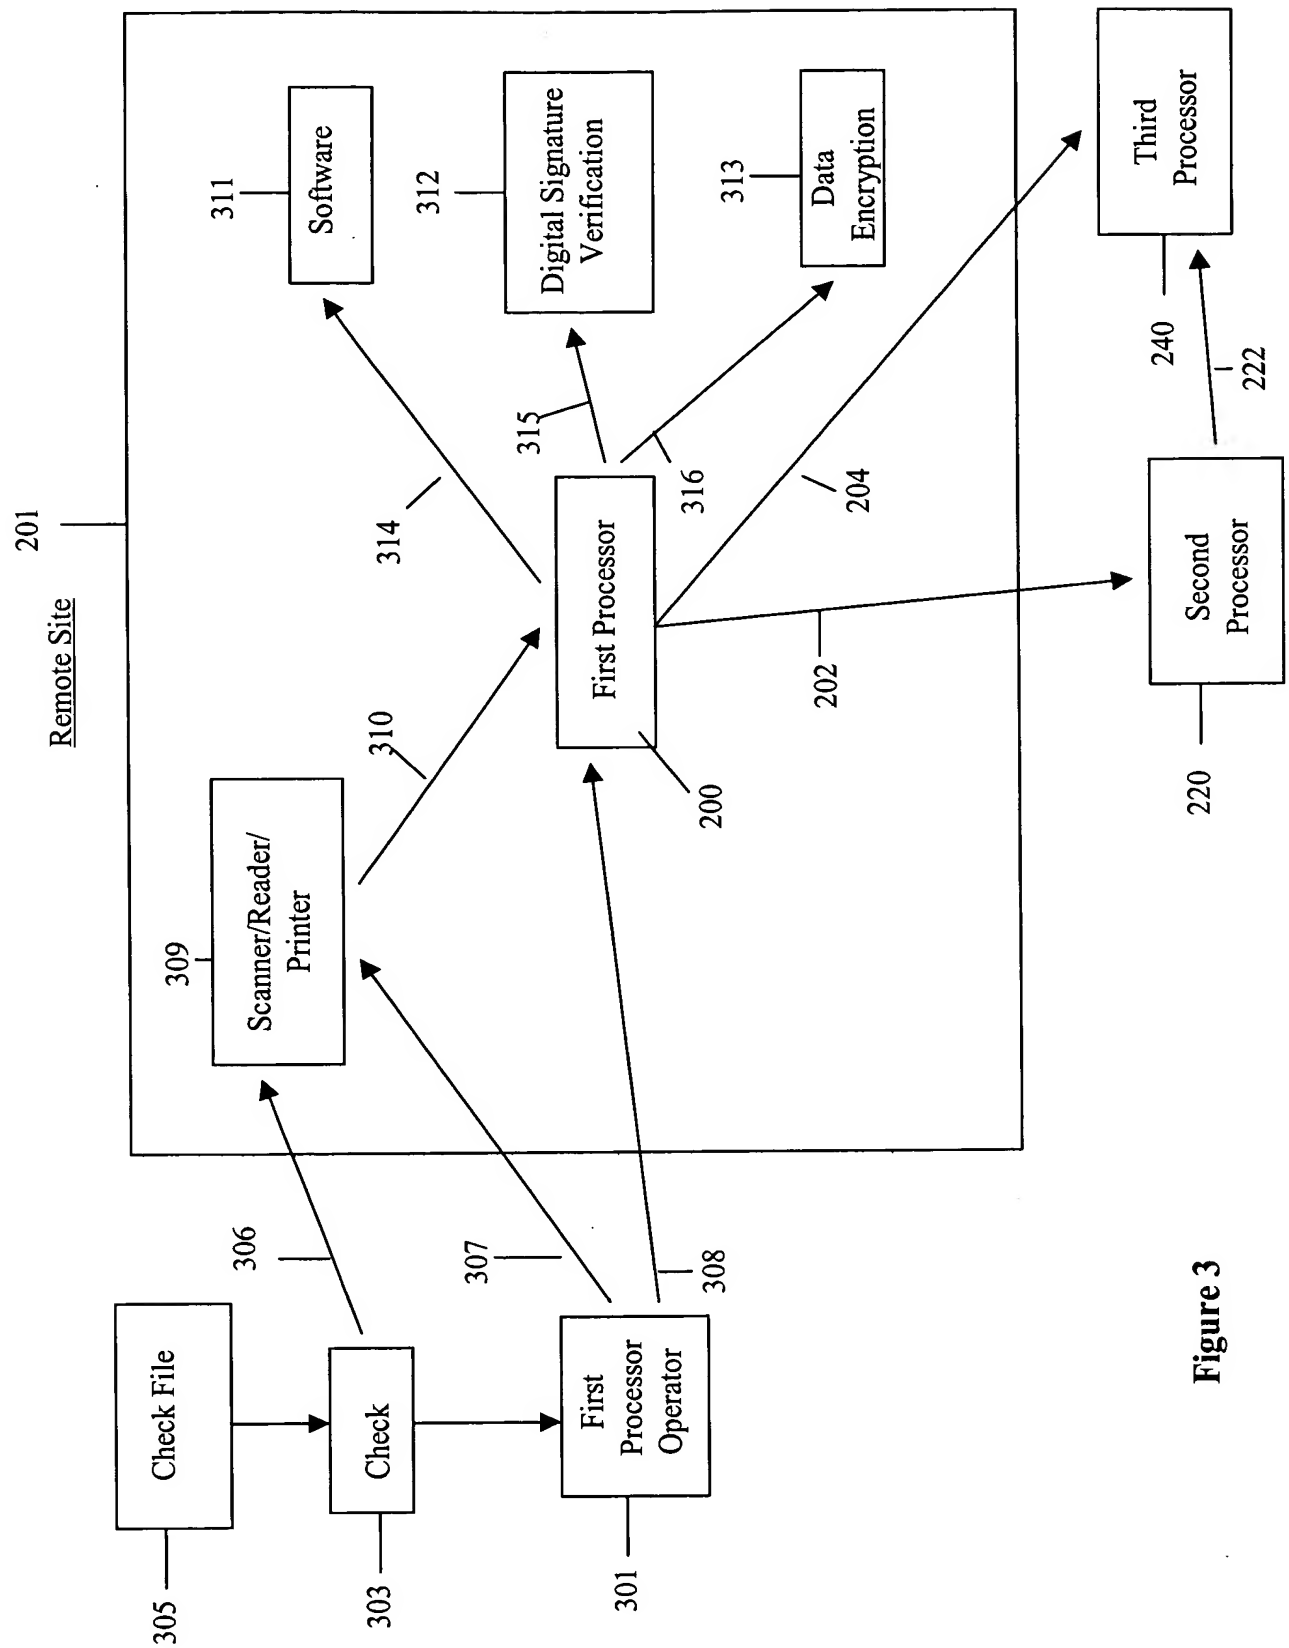 Remote Site
201
305
Check File
303
Check
301
First
Processor
Operator
306
307
308
309
Scanner/Reader/
Printer
310
200
First Processor
314
315
316
311
Software
312
Digital Signature
Verification
313
Data
Encryption
202
204
220
Second
Processor
222
240
Third
Processor
Figure 3